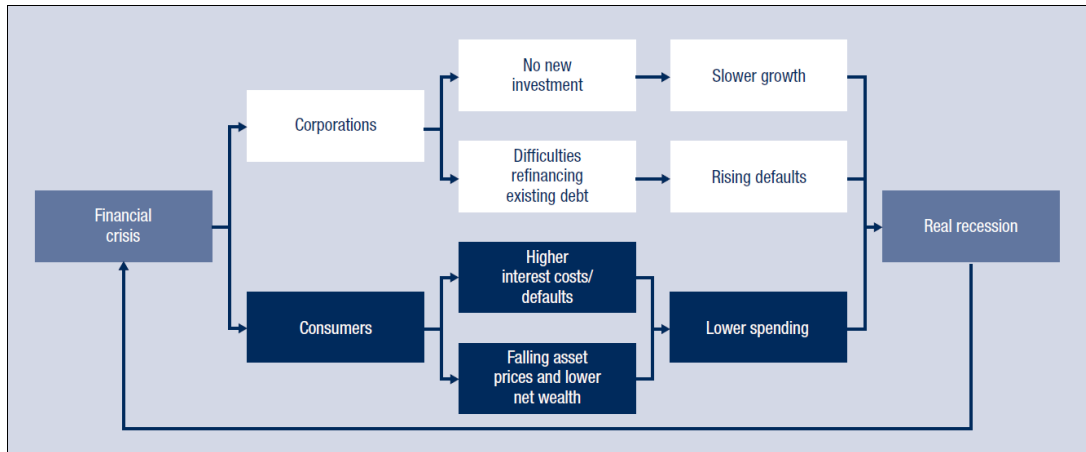 Financial
crisis
Corporations
No new
investment
Slower growth
Difficulties
refinancing
existing debt
Rising defaults
Consumers
Higher
interest costs/
defaults
Falling asset
prices and lower
net wealth
Lower spending
Real recession